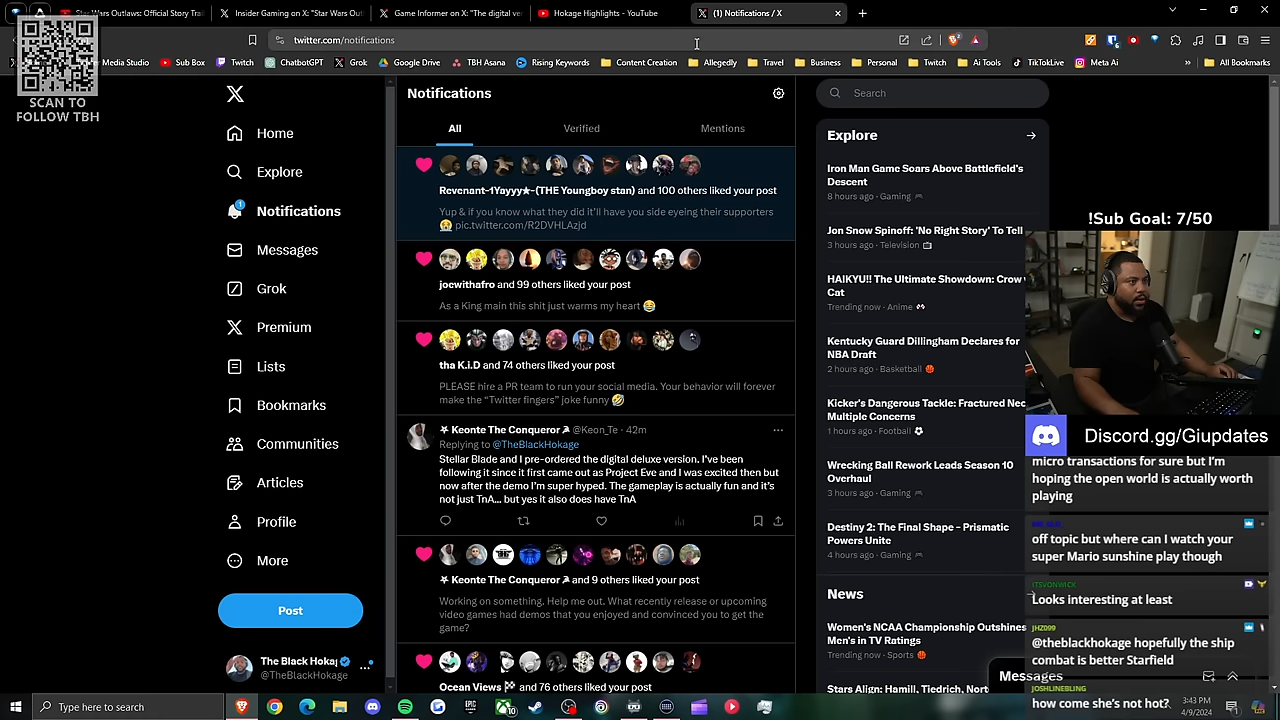 Star Wars Outlaws: Official Story Trai
Insider Gaming on X: "Star Wars Out
Game Informer on X: "The digital ve
Hokage Highlights - YouTube
(1) Notifications / X
twitter.com/notifications
Media Studio
Sub Box
Twitch
ChatbotGPT
Grok
Google Drive
TBH Asana
Rising Keywords
Content Creation
Allegedly
Travel
Business
Personal
Twitch
Ai Tools
TikTokLive
Meta Ai
All Bookmarks
SCAN TO
FOLLOW TBH
Home
Explore
1
Notifications
Messages
Grok
Premium
Lists
Bookmarks
Communities
Articles
Profile
More
Post
The Black Hokag
@TheBlackHokage
Notifications
All
Verified
Mentions
Revenant-1Yayyy★-(THE Youngboy stan) and 100 others liked your post
Yup & if you know what they did it'll have you side eyeing their supporters
😭 pic.twitter.com/R2DVHLAzjd
joewithafro and 99 others liked your post
As a King main this shit just warms my heart 😂
tha K.i.D and 74 others liked your post
PLEASE hire a PR team to run your social media. Your behavior will forever
make the "Twitter fingers" joke funny 🤣
Keonte The Conqueror @Keon_Te · 42m
Replying to @TheBlackHokage
Stellar Blade and I pre-ordered the digital deluxe version. I've been
following it since it first came out as Project Eve and I was excited then but
now after the demo I'm super hyped. The gameplay is actually fun and it's
not just TnA... but yes it also does have TnA
Keonte The Conqueror and 9 others liked your post
Working on something. Help me out. What recently release or upcoming
video games had demos that you enjoyed and convinced you to get the
game?
Ocean Views and 76 others liked your post
Search
Explore
Iron Man Game Soars Above Battlefield's
Descent
8 hours ago · Gaming
Jon Snow Spinoff: 'No Right Story' To Tell
3 hours ago · Television
HAIKYU!! The Ultimate Showdown: Crow
Cat
Trending now · Anime
Kentucky Guard Dillingham Declares for
NBA Draft
2 hours ago · Basketball
Kicker's Dangerous Tackle: Fractured Nec
Multiple Concerns
1 hours ago · Football
Wrecking Ball Rework Leads Season 10
Overhaul
3 hours ago · Gaming
Destiny 2: The Final Shape – Prismatic
Powers Unite
4 hours ago · Gaming
News
Women's NCAA Championship Outshines
Men's in TV Ratings
Trending now · Sports
Stars Align: Hamill, Tiedrich, Nort
Messages
!Sub Goal: 7/50
Discord.gg/Giupdates
micro transactions for sure but I'm
hoping the open world is actually worth
playing
off topic but where can I watch your
super Mario sunshine play though
ITSVONWICK
Looks interesting at least
JHZ099
@theblackhokage hopefully the ship
combat is better Starfield
JOSHLINEBLING
how come she's not hot?
Type here to search
3:43 PM
4/9/2024